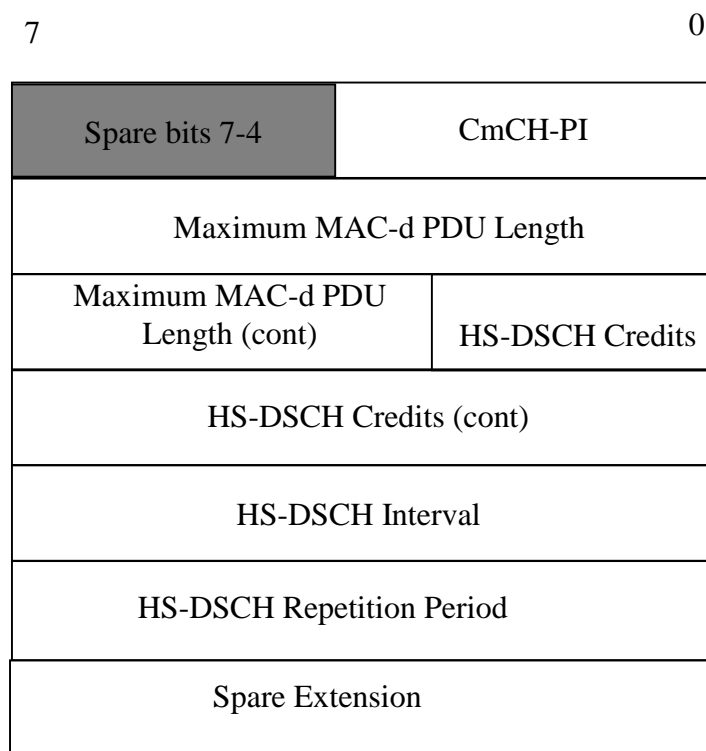 7 0
Spare bits 7-4 CmCH-PI
Maximum MAC-d PDU Length
Maximum MAC-d PDU
Length (cont) HS-DSCH Credits
HS-DSCH Credits (cont)
HS-DSCH Interval
HS-DSCH Repetition Period
Spare Extension